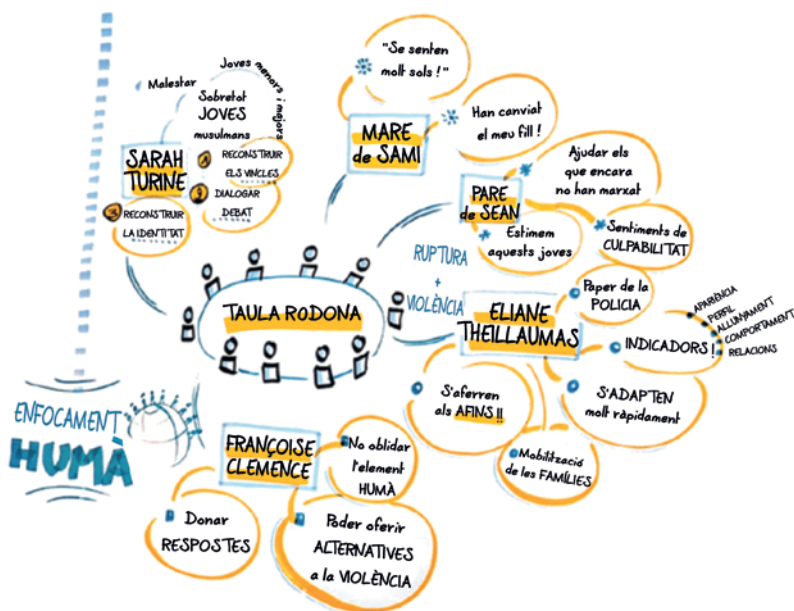 Malestar
Joves menors i majors
Sobretot
JOVES
musulmans
SARAH
TURINE
1 RECONSTRUIR
ELS VINCLES
2 DIALOGAR
DEBAT
3 RECONSTRUIR
LA IDENTITAT
"Se senten
molt sols !"
MARE
de SAMI
Han canviat
el meu fill !
PARE
de SEAN
Ajudar els
que encara
no han marxat
Estimem
aquests joves
Sentiments de
CULPABILITAT
RUPTURA
+
VIOLÈNCIA
TAULA RODONA
ELIANE
THEILLAUMAS
Paper de la
POLICIA
INDICADORS !
APARIÈNCIA
PERFIL
ALLUNYAMENT
COMPORTAMENT
RELACIONS
S'ADAPTEN
molt ràpidament
S'aferren
als AFINS !!
Mobilització
de les FAMÍLIES
ENFOCAMENT
HUMÀ
FRANÇOISE
CLEMENCE
No oblidar
l'element
HUMÀ
Donar
RESPOSTES
Poder oferir
ALTERNATIVES
a la VIOLÈNCIA